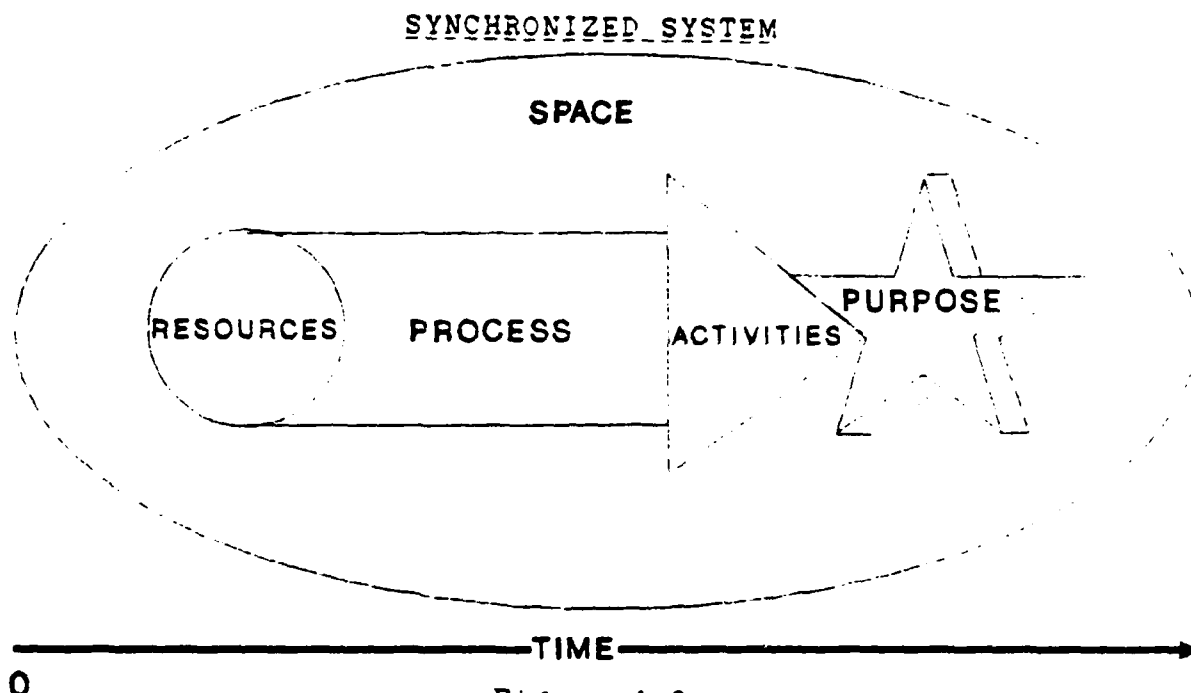 SYNCHRONIZED SYSTEM
SPACE
PURPOSE
RESOURCES PROCESS ACTIVITIES
TIME
0